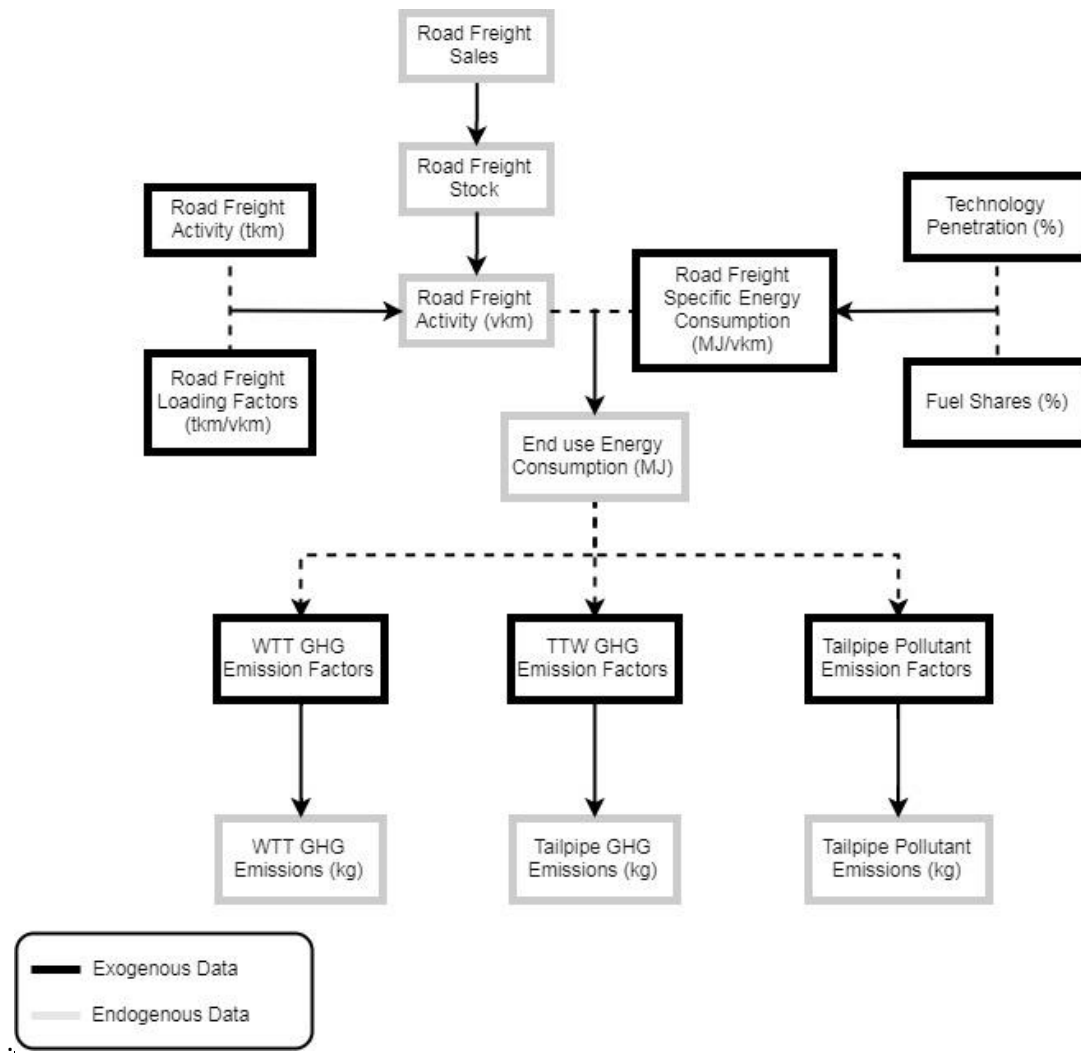 Road Freight
Sales
Road Freight
Stock
Road Freight
Activity (tkm)
Technology
Penetration (%)
Road Freight
Activity (vkm)
Road Freight
Specific Energy
Consumption
(MJ/vkm)
Road Freight
Loading Factors
(tkm/vkm)
Fuel Shares (%)
End use Energy
Consumption (MJ)
WTT GHG
Emission Factors
TTW GHG
Emission Factors
Tailpipe Pollutant
Emission Factors
WTT GHG
Emissions (kg)
Tailpipe GHG
Emissions (kg)
Tailpipe Pollutant
Emissions (kg)
Exogenous Data
Endogenous Data